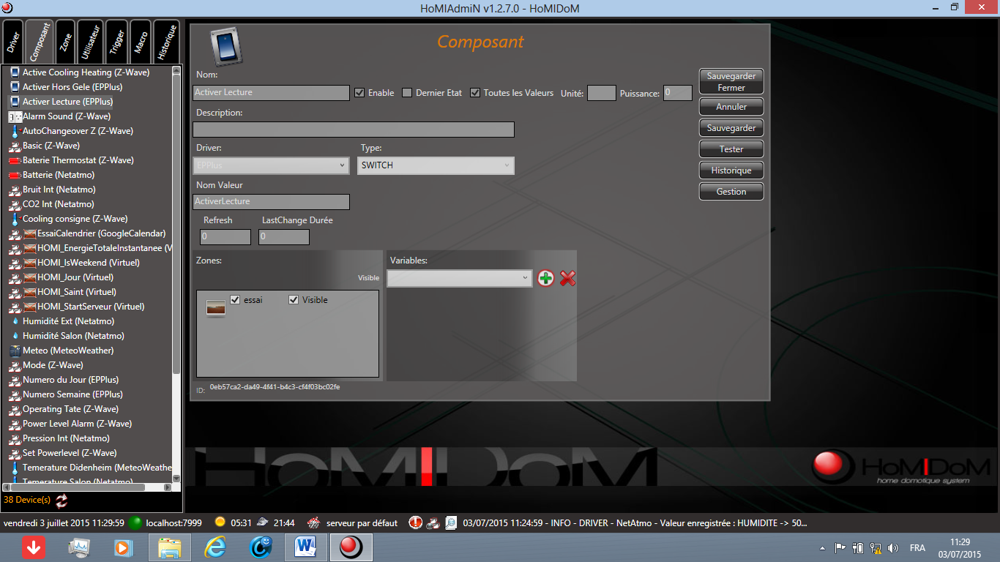 HoMIAdmiN v1.2.7.0 - HoMIDoM
Driver
Composant
Zone
Utilisateur
Trigger
Macro
Historique
Active Cooling Heating (Z-Wave)
Activer Hors Gele (EPPlus)
Activer Lecture (EPPlus)
Alarm Sound (Z-Wave)
AutoChangeover Z (Z-Wave)
Basic (Z-Wave)
Baterie Thermostat (Z-Wave)
Batterie (Netatmo)
Bruit Int (Netatmo)
CO2 Int (Netatmo)
Cooling consigne (Z-Wave)
EssaiCalendrier (GoogleCalendar)
HOMI_EnergieTotaleInstantanee (V
HOMI_IsWeekend (Virtuel)
HOMI_Jour (Virtuel)
HOMI_Saint (Virtuel)
HOMI_StartServeur (Virtuel)
Humidité Ext (Netatmo)
Humidité Salon (Netatmo)
Meteo (MeteoWeather)
Mode (Z-Wave)
Numero du Jour (EPPlus)
Numero Semaine (EPPlus)
Operating Tate (Z-Wave)
Power Level Alarm (Z-Wave)
Pression Int (Netatmo)
Set Powerlevel (Z-Wave)
Temerature Didenheim (MeteoWeathe
Temerature Salon (Netatmo)
38 Device(s)
Composant
Nom:
Activer Lecture
Enable
Dernier Etat
Toutes les Valeurs
Unité:
Puissance:
0
Description:
Driver:
Type:
EPPlus
SWITCH
Nom Valeur
ActiverLecture
Refresh
LastChange Durée
0
0
Zones:
Visible
essai
Visible
Variables:
ID:
0eb57ca2-da49-4f41-b4c3-cf4f03bc02fe
Sauvegarder
Fermer
Annuler
Sauvegarder
Tester
Historique
Gestion
HoMIDoM
HoMIDoM
home domotique system
vendredi 3 juillet 2015 11:29:59
localhost:7999
05:31
21:44
serveur par défaut
03/07/2015 11:24:59 - INFO - DRIVER - NetAtmo - Valeur enregistrée : HUMIDITE -> 50...
FRA
11:29
03/07/2015